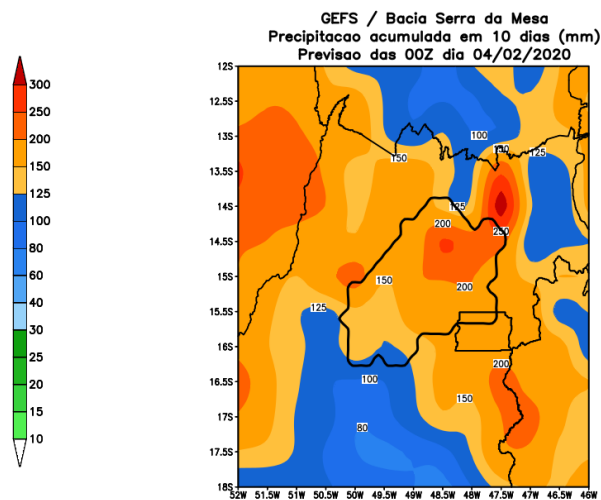 GEFS / Bacia Serra da Mesa
Precipitacao acumulada em 10 dias (mm)
Previsao das 00Z dia 04/02/2020
300
250
200
150
125
100
80
60
40
30
25
20
15
10
12S
12.5S
13S
13.5S
14S
14.5S
15S
15.5S
16S
16.5S
17S
17.5S
18S
100
150
125
150
125
200
250
150
200
125
200
100
150
80
52W 51.5W 51W 50.5W 50W 49.5W 49W 48.5W 48W 47.5W 47W 46.5W 46W